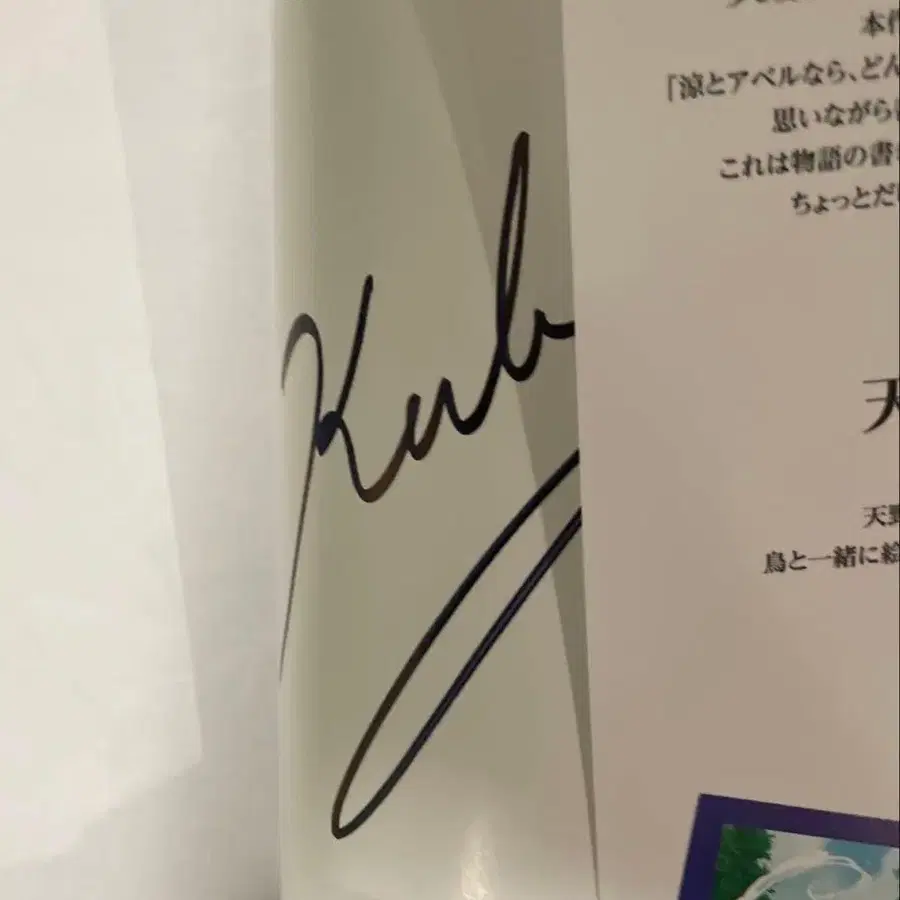 Kub
本作
「涼とアベルなら、どん
思いながら
これは物語の書
ちょっとだけ
天
天野
鳥と一緒に絵